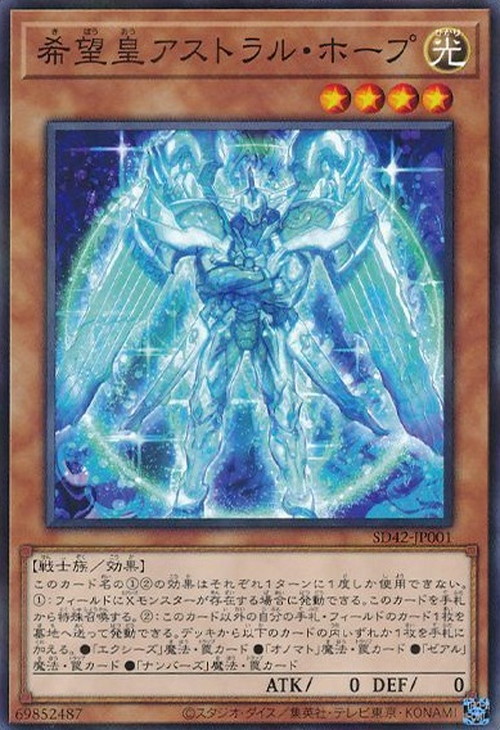 希望皇アストラル・ホープ
光
SD42-JP001
【戦士族／効果】
このカード名の①②の効果はそれぞれ1ターンに1度しか使用できない。
①：フィールドにXモンスターが存在する場合に発動できる。このカードを手札
から特殊召喚する。②：このカード以外の自分の手札・フィールドのカード1枚を
墓地へ送って発動できる。デッキから以下のカードの内いずれか1枚を手札に
加える。●「エクシーズ」魔法・罠カード ●「オノマト」魔法・罠カード ●「ゼアル」
魔法・罠カード ●「ナンバーズ」魔法・罠カード
ATK/ 0 DEF/ 0
69852487 ©スタジオ・ダイス／集英社・テレビ東京・KONAMI